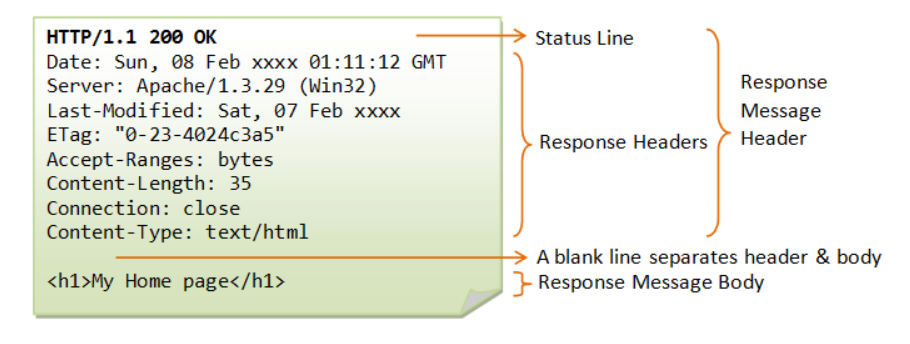 HTTP/1.1 200 OK
Date: Sun, 08 Feb xxxx 01:11:12 GMT
Server: Apache/1.3.29 (Win32)
Last-Modified: Sat, 07 Feb xxxx
ETag: "0-23-4024c3a5"
Accept-Ranges: bytes
Content-Length: 35
Connection: close
Content-Type: text/html
<h1>My Home page</h1>
Status Line
Response Headers
Response
Message
Header
A blank line separates header & body
Response Message Body